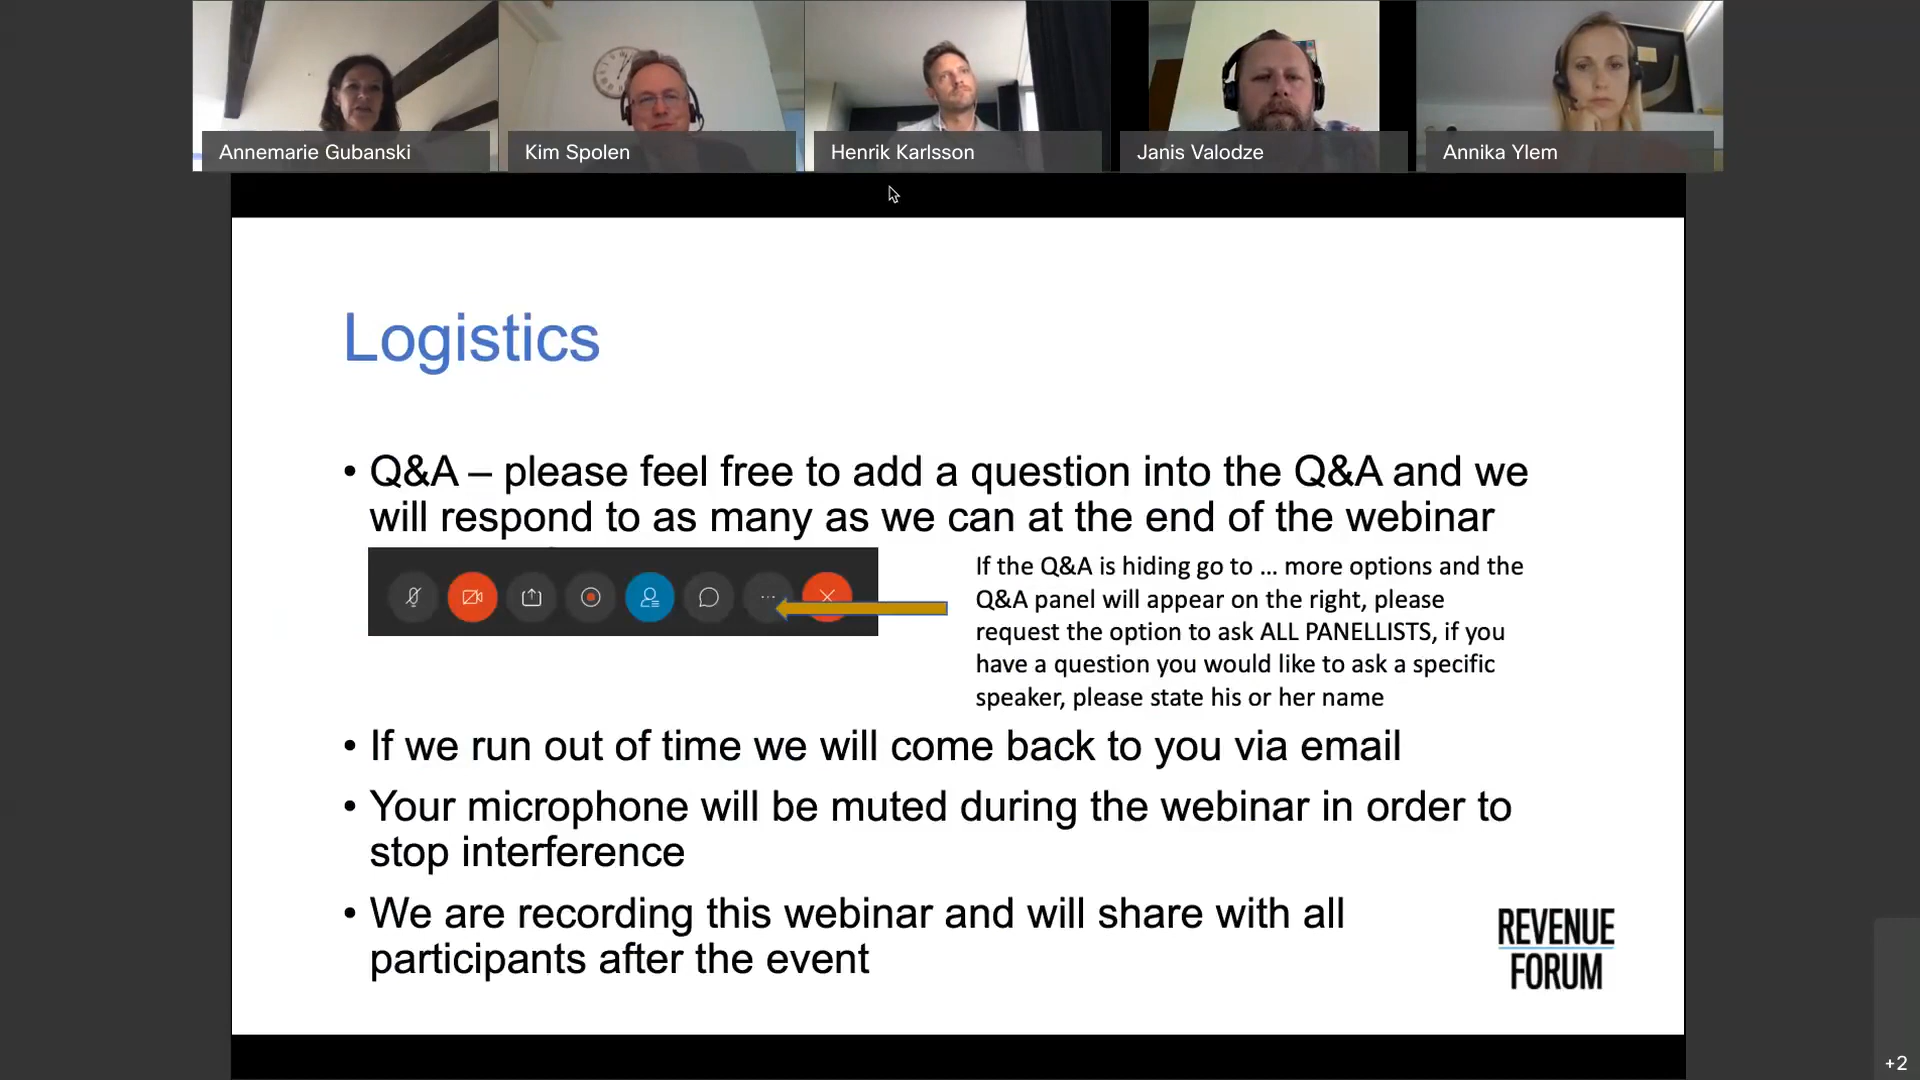 Annemarie Gubanski
Kim Spolen
Henrik Karlsson
Janis Valodze
Annika Ylem
Logistics
• Q&A – please feel free to add a question into the Q&A and we
will respond to as many as we can at the end of the webinar
If the Q&A is hiding go to ... more options and the
Q&A panel will appear on the right, please
request the option to ask ALL PANELLISTS, if you
have a question you would like to ask a specific
speaker, please state his or her name
• If we run out of time we will come back to you via email
• Your microphone will be muted during the webinar in order to
stop interference
• We are recording this webinar and will share with all
participants after the event
REVENUE
FORUM
+2